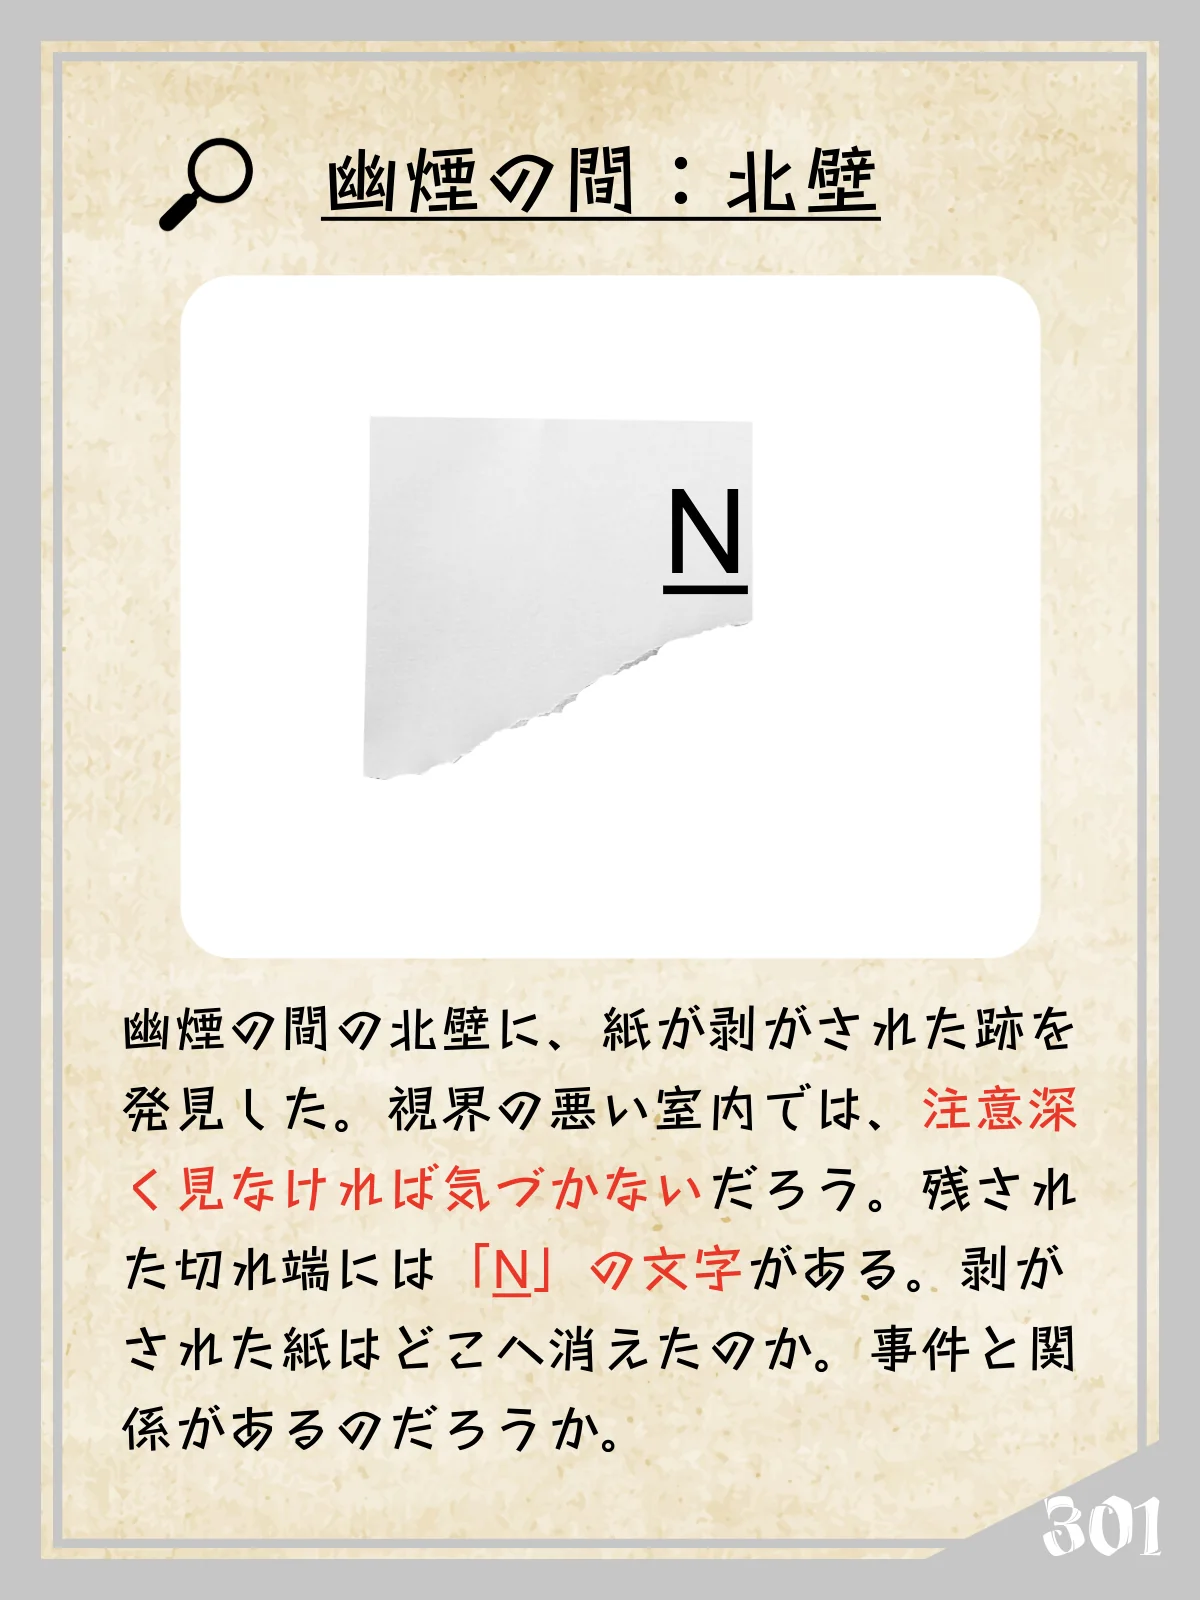 幽煙の間：北壁
N
幽煙の間の北壁に、紙が剥がされた跡を
発見した。視界の悪い室内では、注意深
く見なければ気づかないだろう。残され
た切れ端には「N」の文字がある。剥が
された紙はどこへ消えたのか。事件と関
係があるのだろうか。
301